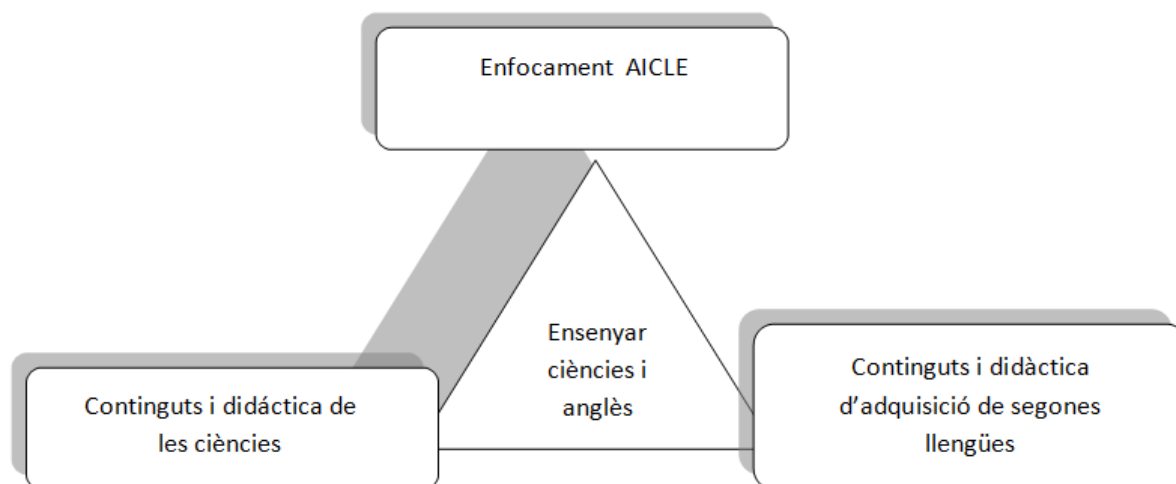 Enfocament  AICLE
Ensenyar
ciències i
anglès
Continguts i didáctica de
les ciències
Continguts i didàctica
d’adquisició de segones
llengües